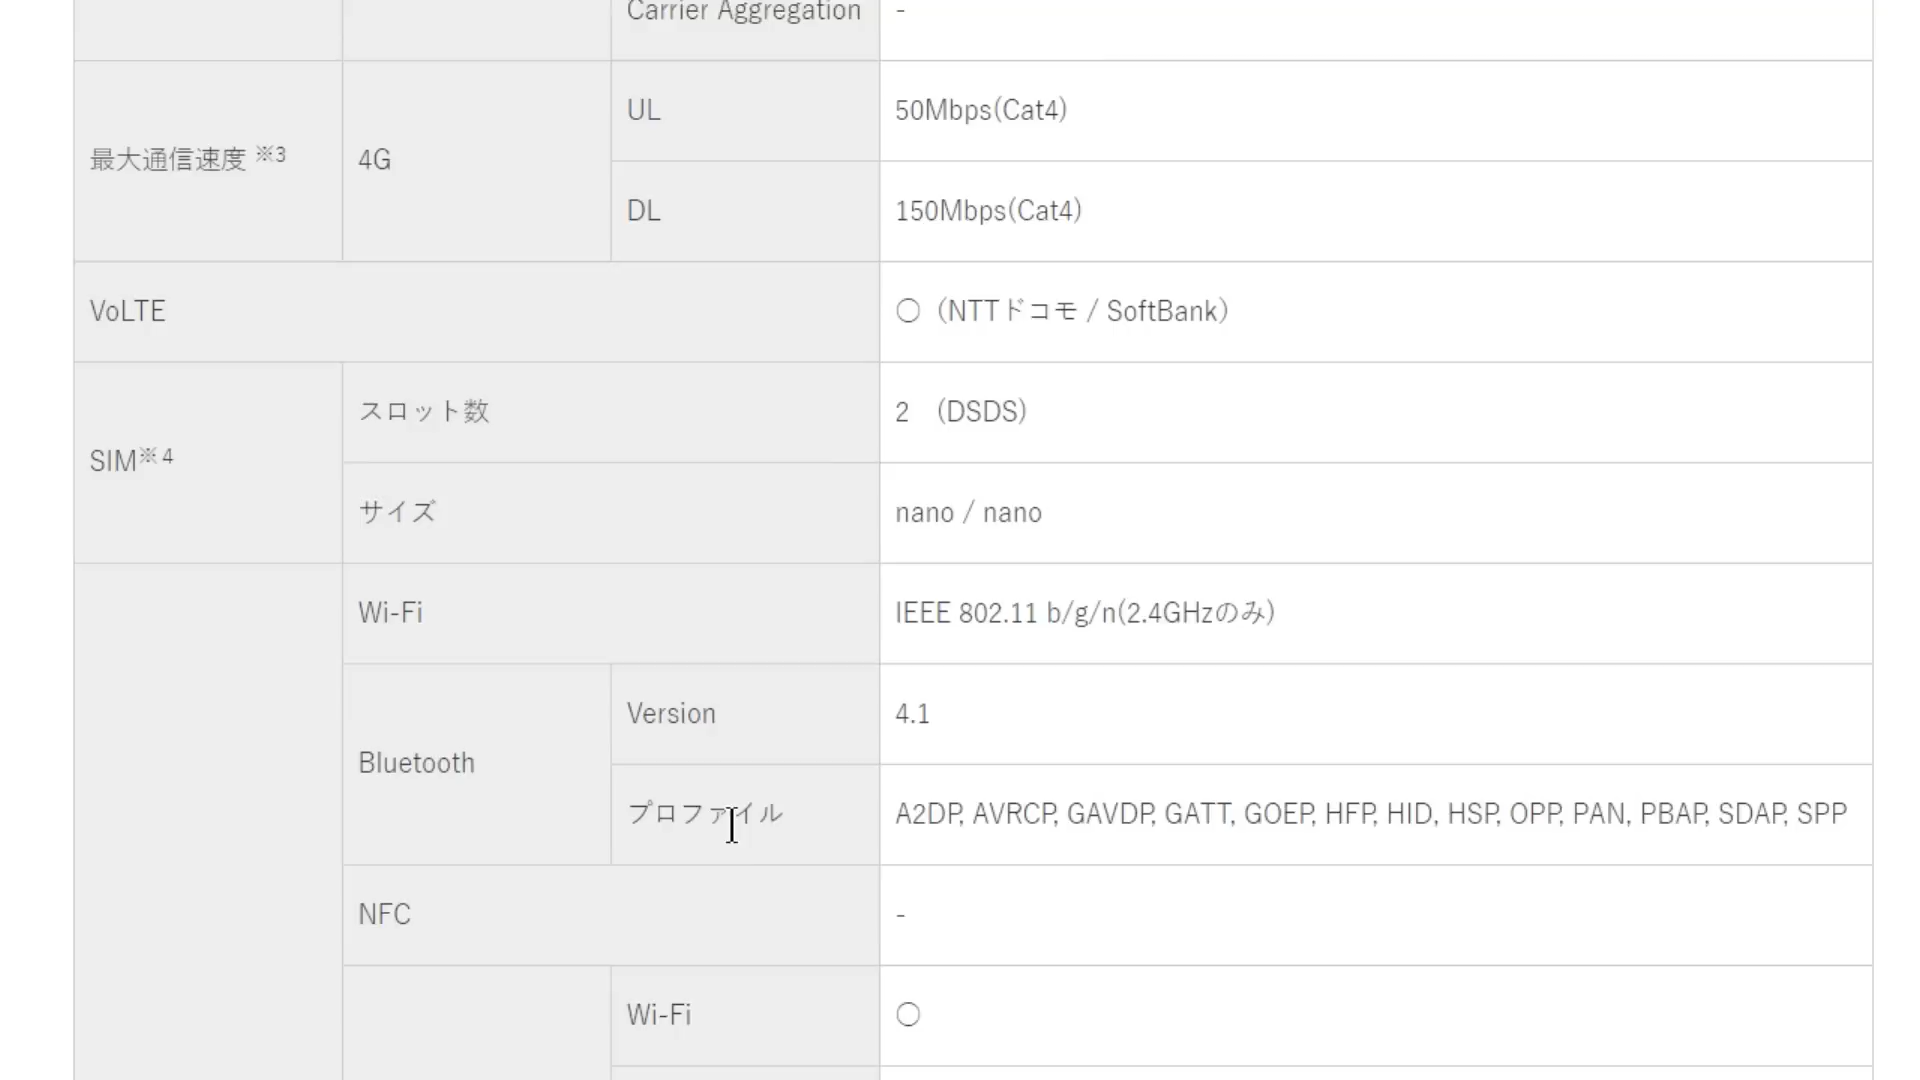 Carrier Aggregation -
最大通信速度 ※3 4G UL 50Mbps(Cat4)
DL 150Mbps(Cat4)
VoLTE ○（NTTドコモ / SoftBank）
SIM※4 スロット数 2 （DSDS）
サイズ nano / nano
Wi-Fi IEEE 802.11 b/g/n(2.4GHzのみ)
Bluetooth Version 4.1
プロファイル A2DP, AVRCP, GAVDP, GATT, GOEP, HFP, HID, HSP, OPP, PAN, PBAP, SDAP, SPP
NFC -
Wi-Fi ○